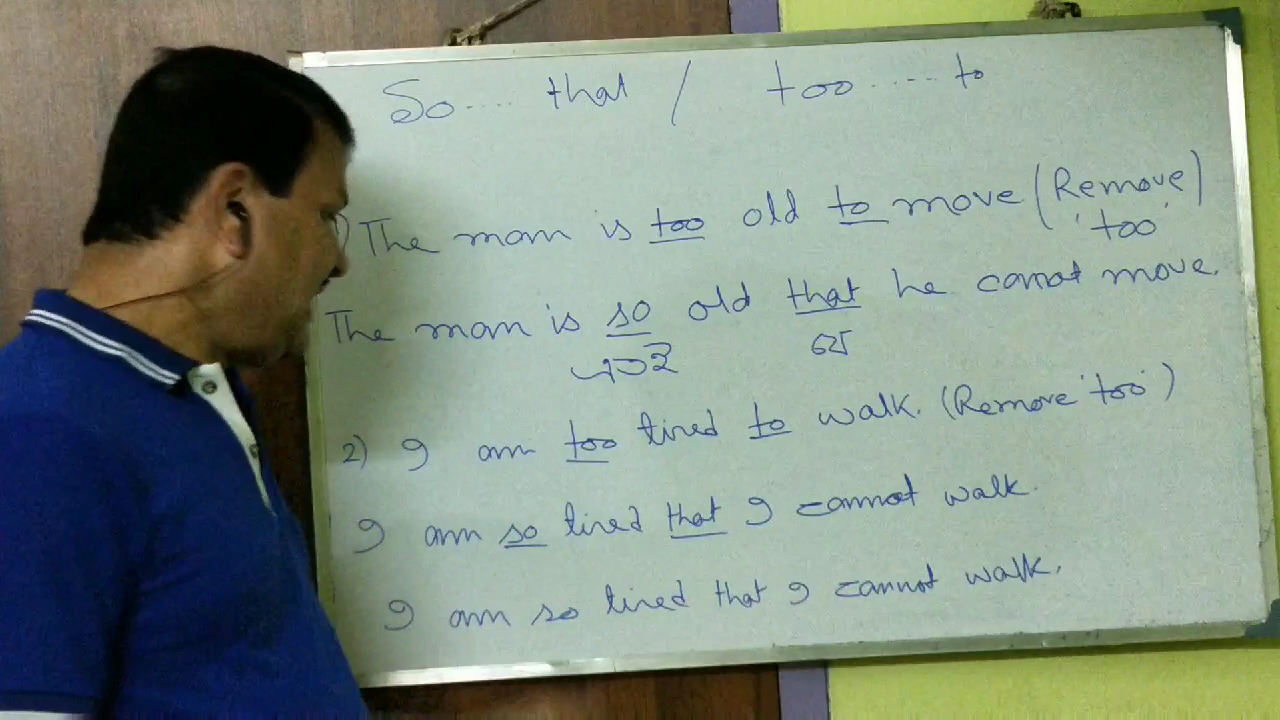 So.... that / too.... to
1) The man is too old to move (Remove 'too')
The man is so old that he cannot move.
2) I am too tired to walk. (Remove 'too')
I am so tired that I cannot walk.
I am so tired that I cannot walk.